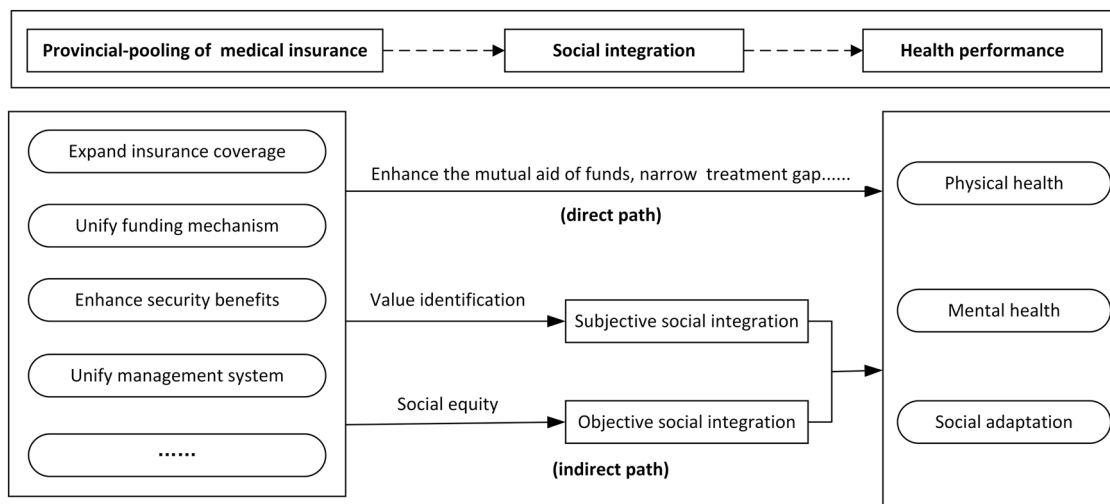 Provincial-pooling of medical insurance
Social integration
Health performance
Expand insurance coverage
Unify funding mechanism
Enhance security benefits
Unify management system
······
Enhance the mutual aid of funds, narrow treatment gap......
(direct path)
Value identification
Subjective social integration
Social equity
Objective social integration
(indirect path)
Physical health
Mental health
Social adaptation